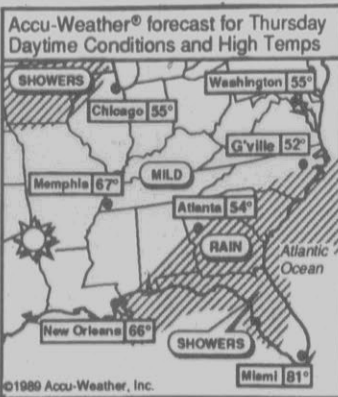 Accu-Weather® forecast for Thursday
Daytime Conditions and High Temps
SHOWERS
Washington 55°
Chicago 55°
G'ville 52°
MILD
Memphis 67°
Atlanta 54°
RAIN
Atlantic
Ocean
New Orleans 66°
SHOWERS
Miami 81°
©1989 Accu-Weather, Inc.